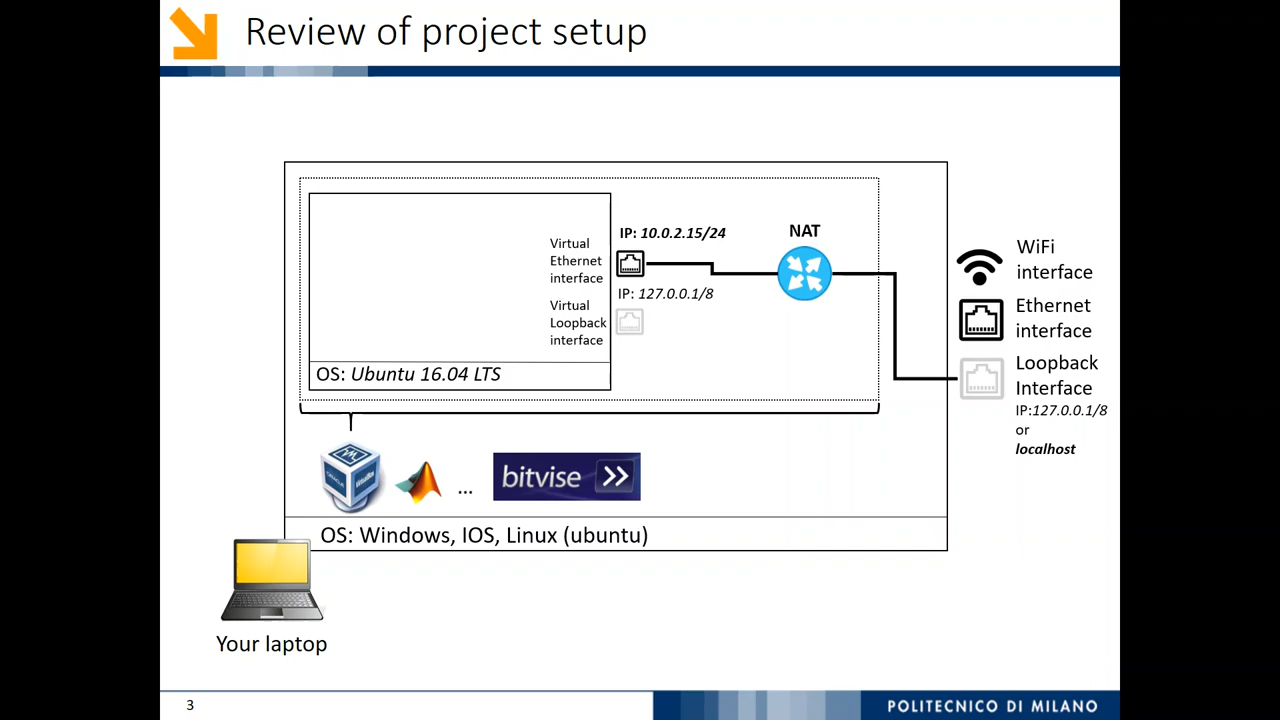 Review of project setup
IP: 10.0.2.15/24
NAT
Virtual
Ethernet
interface
IP: 127.0.0.1/8
Virtual
Loopback
interface
OS: Ubuntu 16.04 LTS
WiFi
interface
Ethernet
interface
Loopback
Interface
IP:127.0.0.1/8
or
localhost
VirtualBox
...
bitvise
OS: Windows, IOS, Linux (ubuntu)
Your laptop
3
POLITECNICO DI MILANO